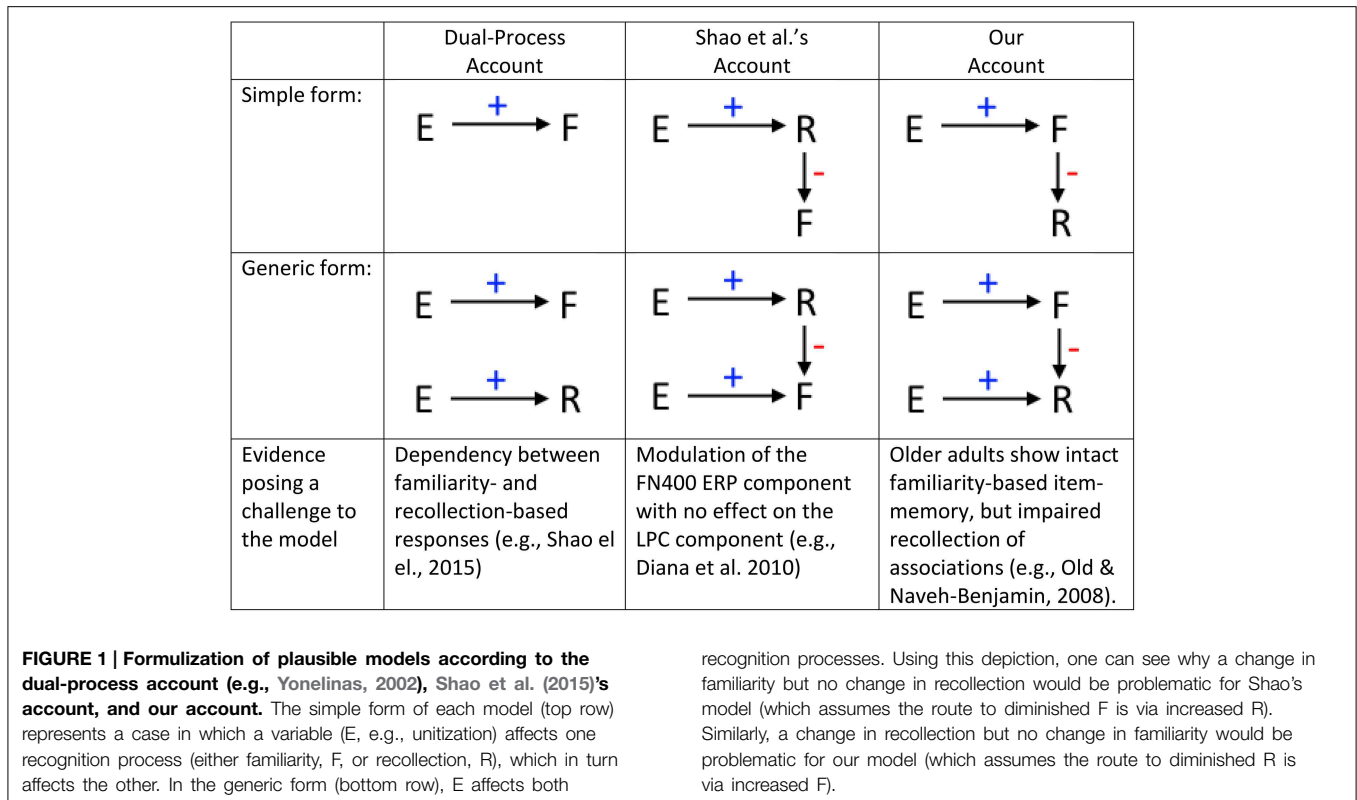 Dual-Process
Account
Shao et al.'s
Account
Our
Account
Simple form:
+
E F
+
E R
-
F
+
E F
-
R
Generic form:
+
E F
+
E R
+
E R
-
+
E F
+
E F
-
+
E R
Evidence
posing a
challenge to
the model
Dependency between
familiarity- and
recollection-based
responses (e.g., Shao el
el., 2015)
Modulation of the
FN400 ERP component
with no effect on the
LPC component (e.g.,
Diana et al. 2010)
Older adults show intact
familiarity-based item-
memory, but impaired
recollection of
associations (e.g., Old &
Naveh-Benjamin, 2008).
FIGURE 1 | Formulization of plausible models according to the
dual-process account (e.g., Yonelinas, 2002), Shao et al. (2015)'s
account, and our account. The simple form of each model (top row)
represents a case in which a variable (E, e.g., unitization) affects one
recognition process (either familiarity, F, or recollection, R), which in turn
affects the other. In the generic form (bottom row), E affects both
recognition processes. Using this depiction, one can see why a change in
familiarity but no change in recollection would be problematic for Shao's
model (which assumes the route to diminished F is via increased R).
Similarly, a change in recollection but no change in familiarity would be
problematic for our model (which assumes the route to diminished R is
via increased F).